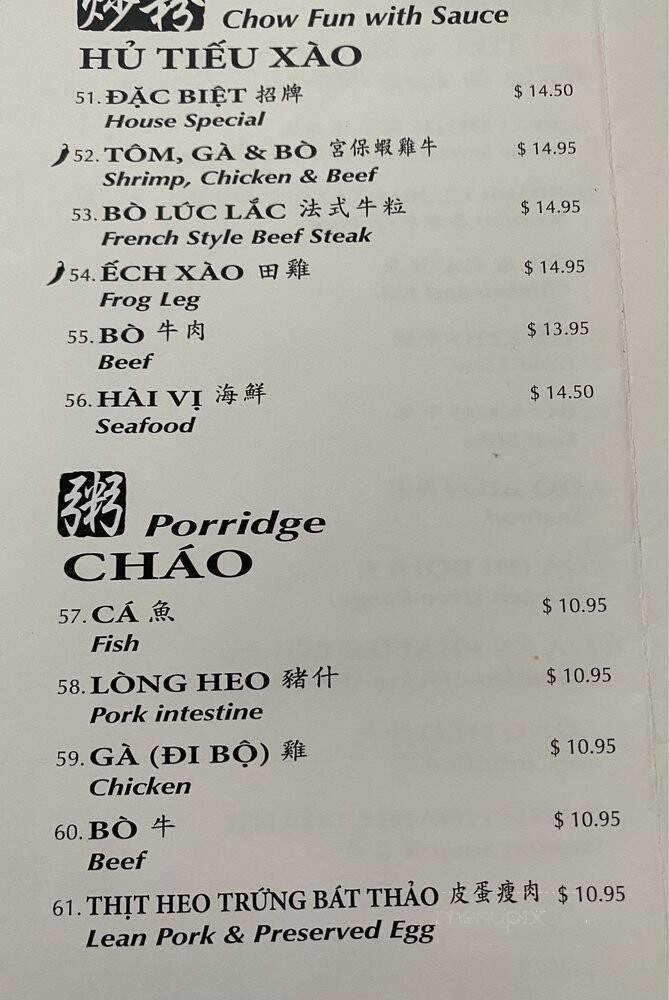 炒粉 Chow Fun with Sauce
HỦ TIẾU XÀO
51. ĐẶC BIỆT 招牌 $ 14.50
House Special
52. TÔM, GÀ & BÒ 宮保蝦雞牛 $ 14.95
Shrimp, Chicken & Beef
53. BÒ LÚC LẮC 法式牛粒 $ 14.95
French Style Beef Steak
54. ẾCH XÀO 田雞 $ 14.95
Frog Leg
55. BÒ 牛肉 $ 13.95
Beef
56. HÀI VỊ 海鮮 $ 14.50
Seafood
粥 Porridge
CHÁO
57. CÁ 魚 $ 10.95
Fish
58. LÒNG HEO 豬什 $ 10.95
Pork intestine
59. GÀ (ĐI BỘ) 雞 $ 10.95
Chicken
60. BÒ 牛 $ 10.95
Beef
61. THỊT HEO TRỨNG BÁT THẢO 皮蛋瘦肉 $ 10.95
Lean Pork & Preserved Egg